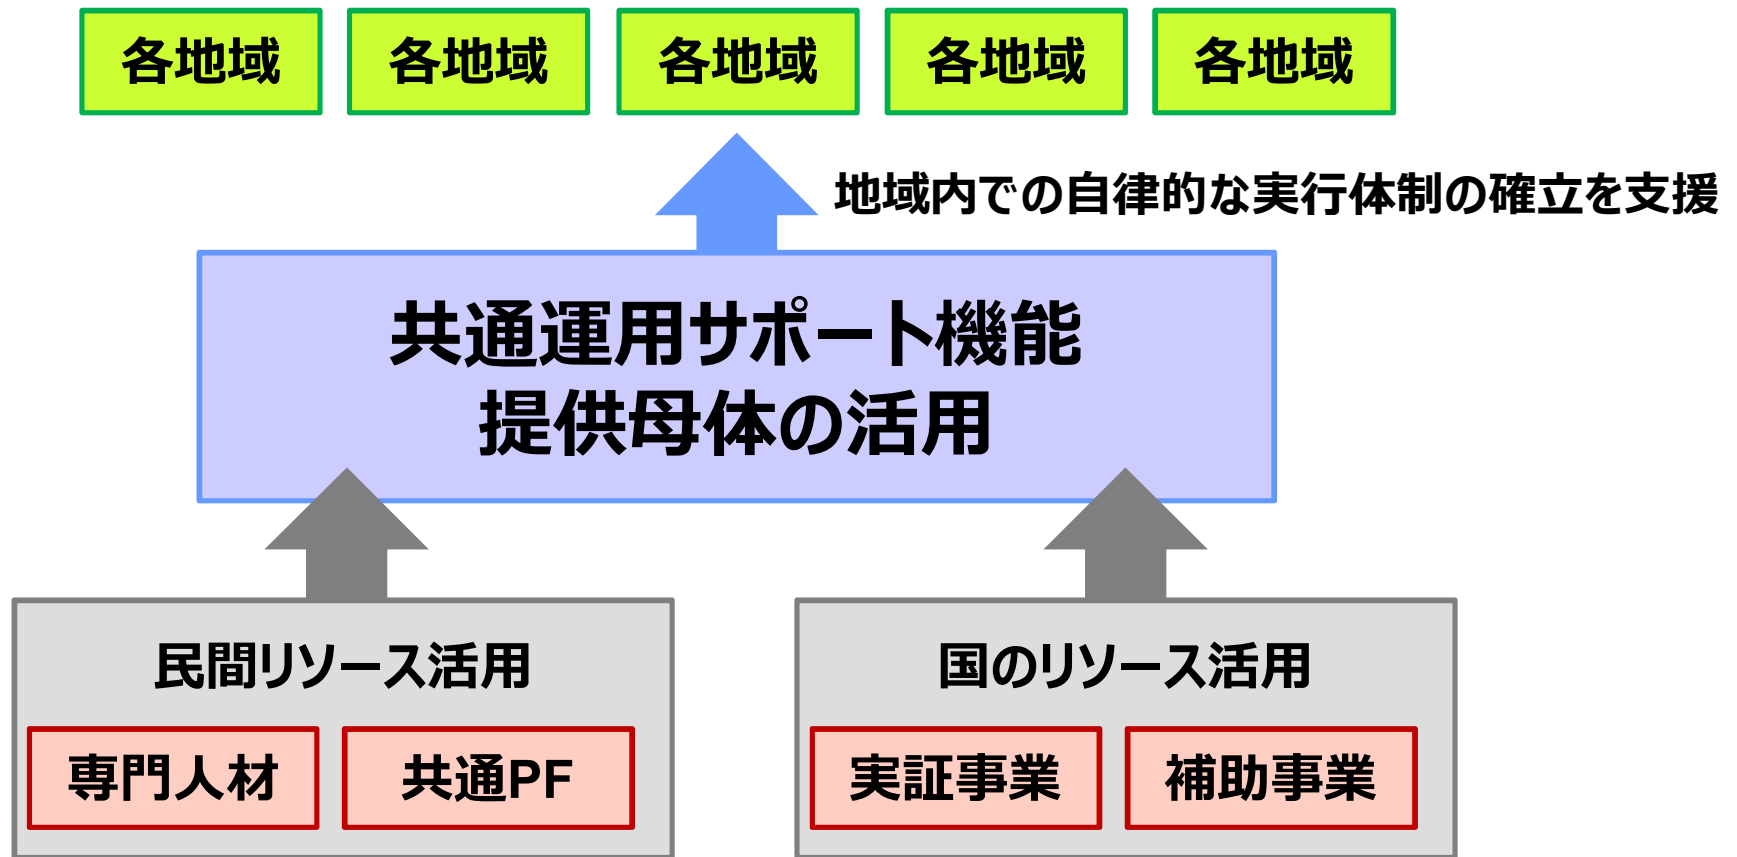 各地域
各地域
各地域
各地域
各地域
地域内での自律的な実行体制の確立を支援
共通運用サポート機能
提供母体の活用
民間リソース活用
専門人材
共通PF
国のリソース活用
実証事業
補助事業